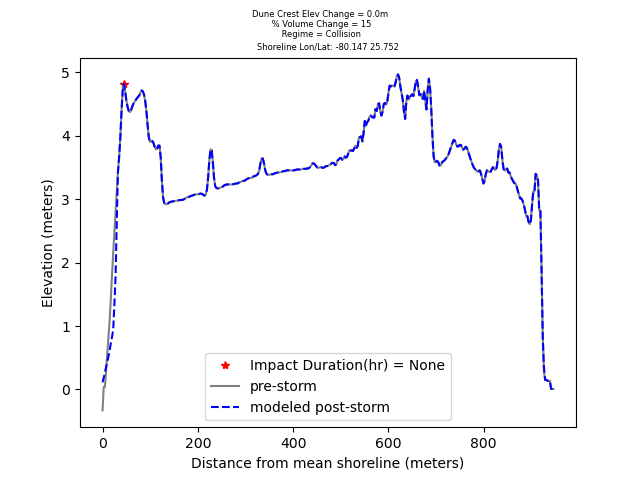 Dune Crest Elev Change = 0.0m
% Volume Change = 15
Regime = Collision
Shoreline Lon/Lat: -80.147 25.752
5
4
3
2
1
0
Elevation (meters)
Impact Duration(hr) = None
pre-storm
modeled post-storm
0 200 400 600 800
Distance from mean shoreline (meters)